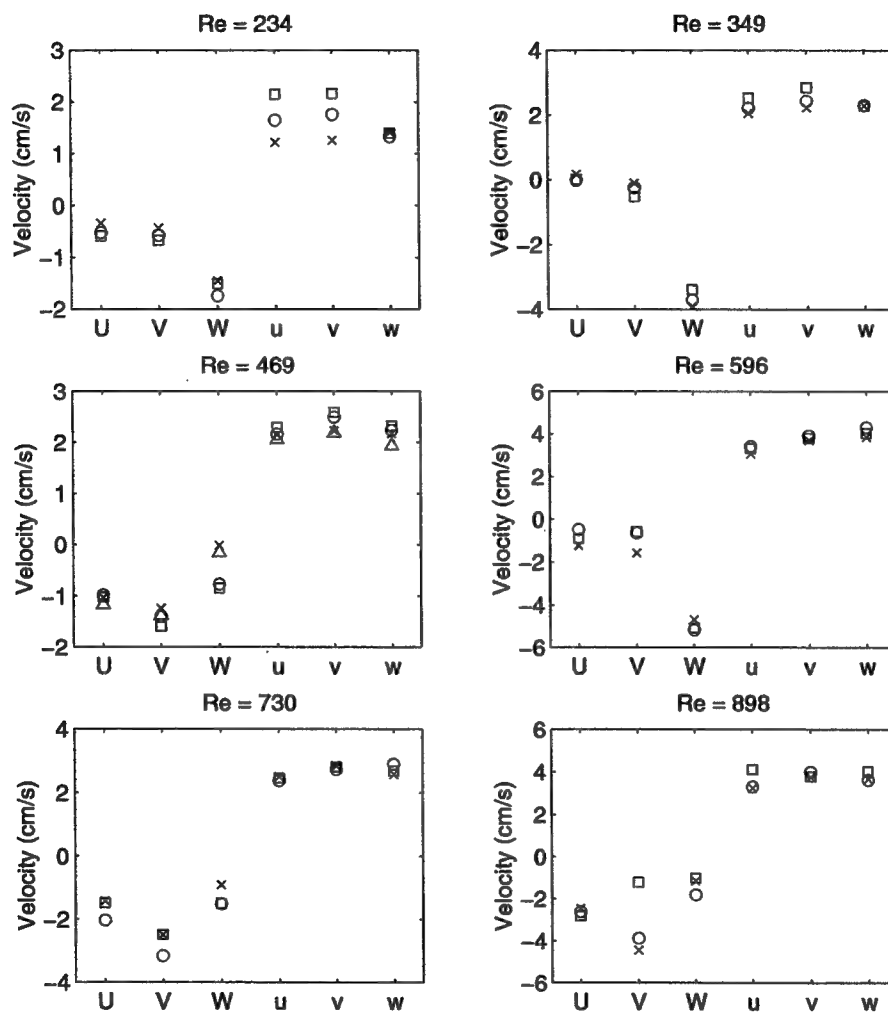 Re = 234
3
2
1
0
−1
−2
Velocity (cm/s)
U V W u v w
Re = 349
4
2
0
−2
−4
Velocity (cm/s)
U V W u v w
Re = 469
3
2
1
0
−1
−2
Velocity (cm/s)
U V W u v w
Re = 596
6
4
2
0
−2
−4
−6
Velocity (cm/s)
U V W u v w
Re = 730
4
2
0
−2
−4
Velocity (cm/s)
U V W u v w
Re = 898
6
4
2
0
−2
−4
−6
Velocity (cm/s)
U V W u v w